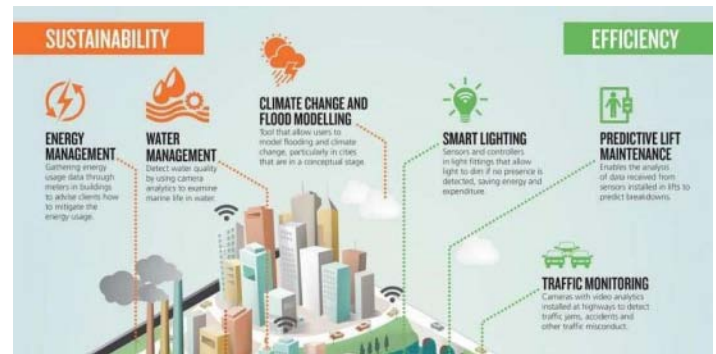 SUSTAINABILITY
EFFICIENCY
ENERGY
MANAGEMENT
Gathering energy
usage data through
meters in buildings
to advise clients how
to mitigate the
energy usage.
WATER
MANAGEMENT
Detect water quality
by using camera
analytics to examine
marine life in water.
CLIMATE CHANGE AND
FLOOD MODELLING
Tool that allow users to
model flooding and climate
change, particularly in cities
that are in a conceptual stage.
SMART LIGHTING
Sensors and controllers
in light fittings that allow
light to dim if no presence is
detected, saving energy and
expenditure.
PREDICTIVE LIFT
MAINTENANCE
Enables the analysis
of data received from
sensors installed in lifts to
predict breakdowns.
TRAFFIC MONITORING
Cameras with video analytics
installed at highways to detect
traffic jams, accidents and
other traffic misconduct.